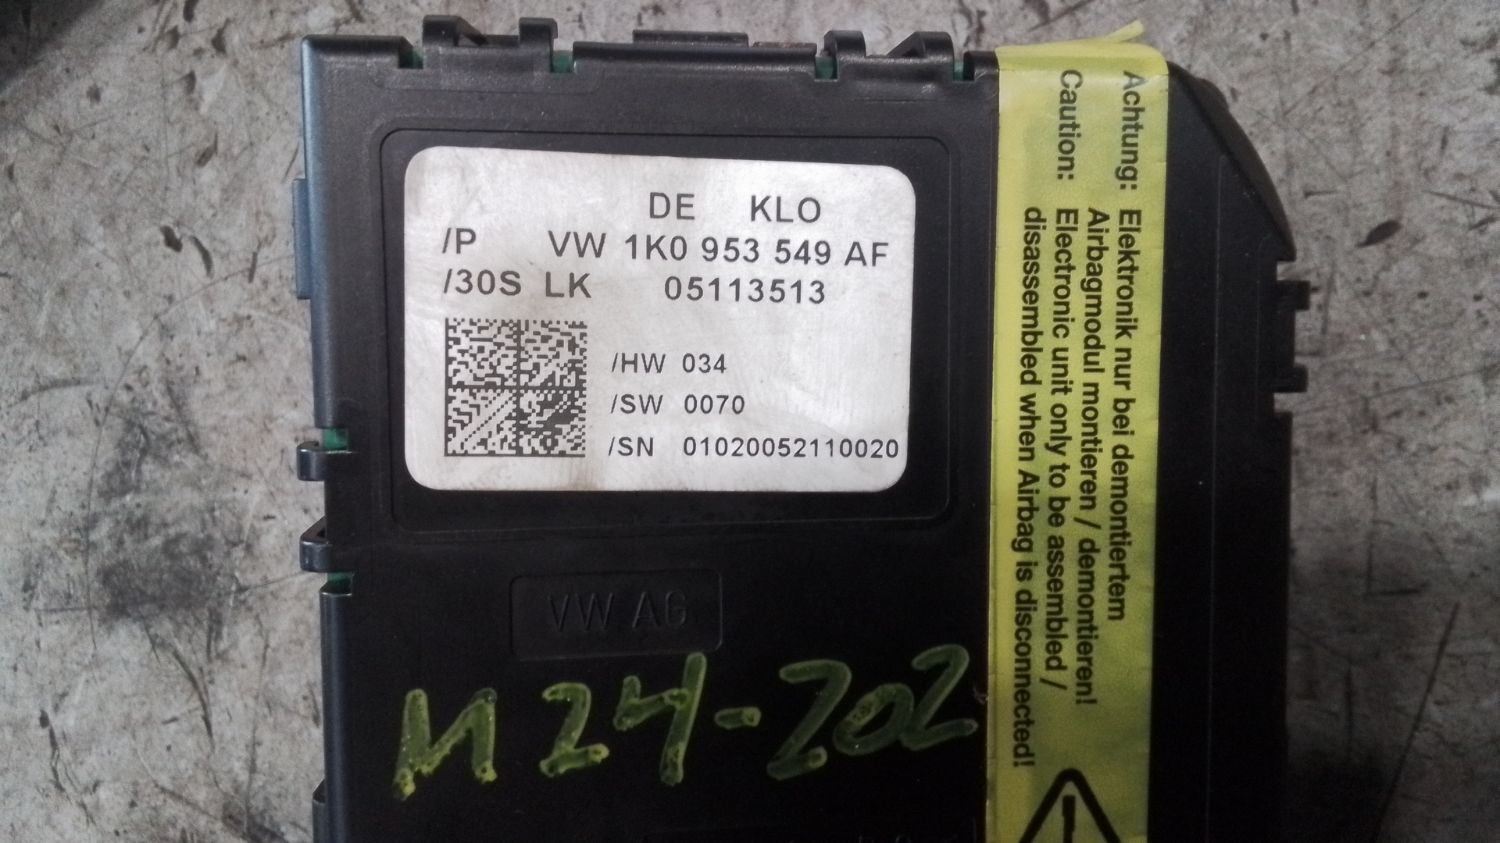 DE KLO
/P VW 1K0 953 549 AF
/30S LK 05113513
/HW 034
/SW 0070
/SN 01020052110020
VW AG
M24-202
Achtung: Elektronik nur bei demontiertem
Airbagmodul montieren / demontieren!
Caution: Electronic unit only to be assembled /
disassembled when Airbag is disconnected!